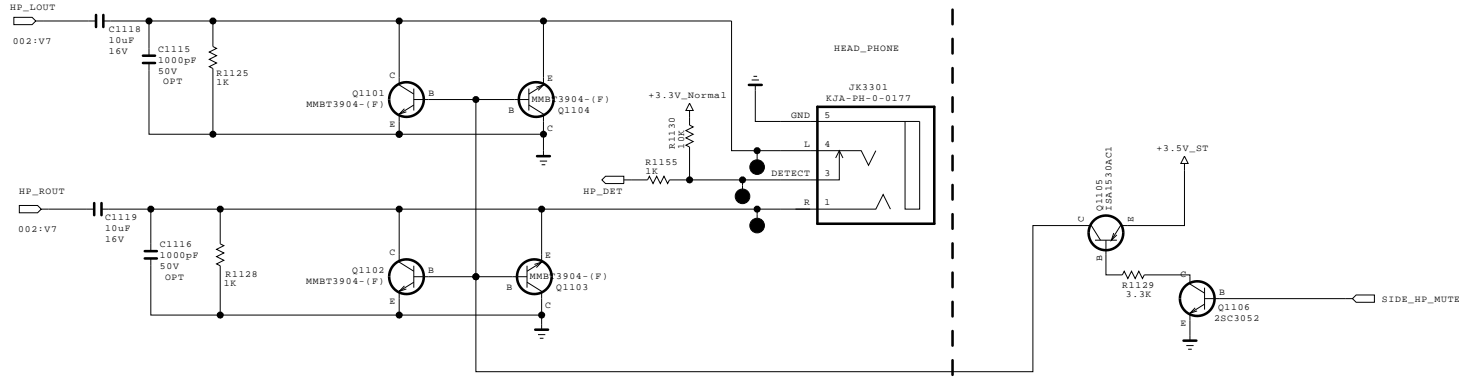 HP_LOUT
002:V7
C1118
10uF
16V
C1115
1000pF
50V
OPT
R1125
1K
C
B
E
Q1101
MMBT3904-(F)
E
B
C
MMBT3904-(F)
Q1104
+3.3V_Normal
R1130
10K
R1155
1K
HP_DET
HEAD_PHONE
JK3301
KJA-PH-0-0177
GND
5
L
4
DETECT
3
R
1
HP_ROUT
002:V7
C1119
10uF
16V
C1116
1000pF
50V
OPT
R1128
1K
C
B
E
Q1102
MMBT3904-(F)
E
B
C
MMBT3904-(F)
Q1103
+3.5V_ST
Q1105
ISA1530AC1
C
E
B
R1129
3.3K
C
B
E
Q1106
2SC3052
SIDE_HP_MUTE